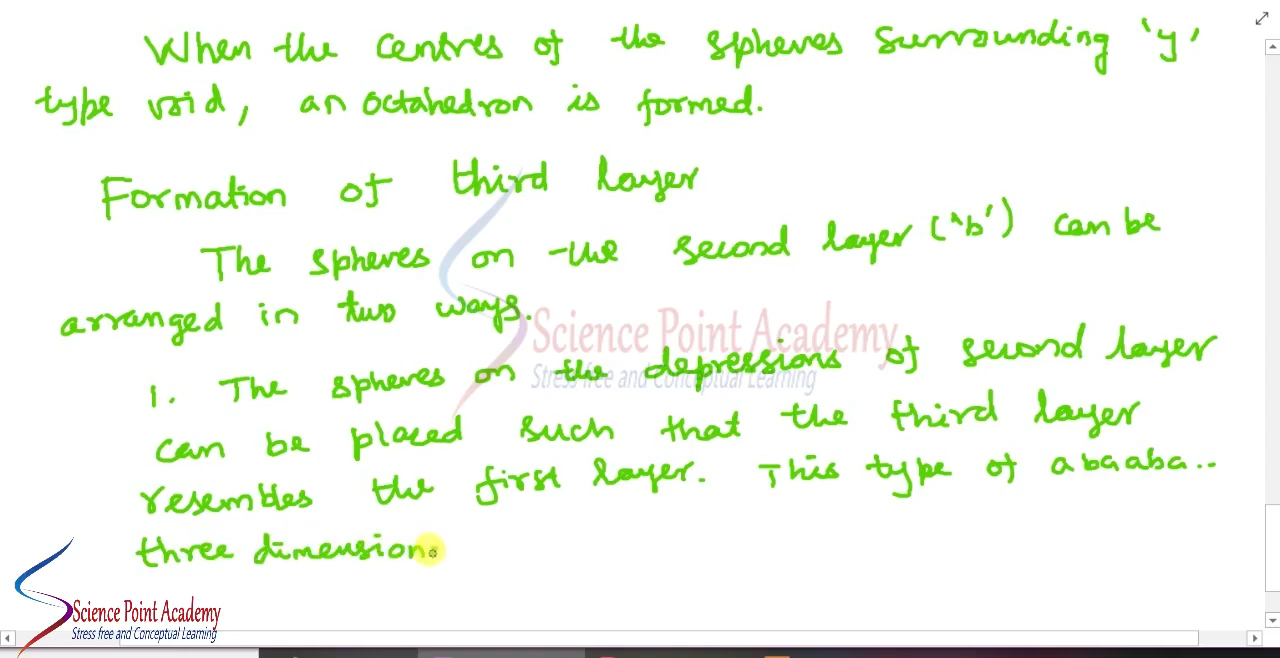 When the centres of the spheres surrounding 'y'
type void, an octahedron is formed.
Formation of third layer
The spheres on the second layer ('b') can be
arranged in two ways.
Science Point Academy
Stress free and Conceptual Learning
1. The spheres on the depressions of second layer
can be placed such that the third layer
resembles the first layer. This type of abaaba..
three dimension
Science Point Academy
Stress free and Conceptual Learning